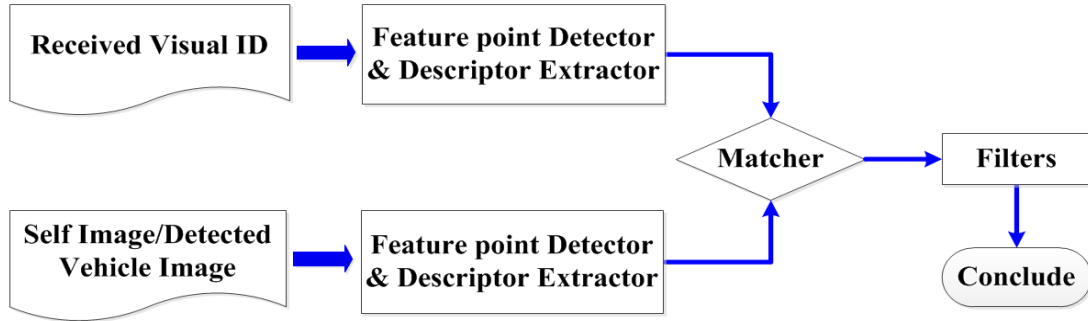 Received Visual ID
Feature point Detector
& Descriptor Extractor
Matcher
Filters
Self Image/Detected
Vehicle Image
Feature point Detector
& Descriptor Extractor
Conclude